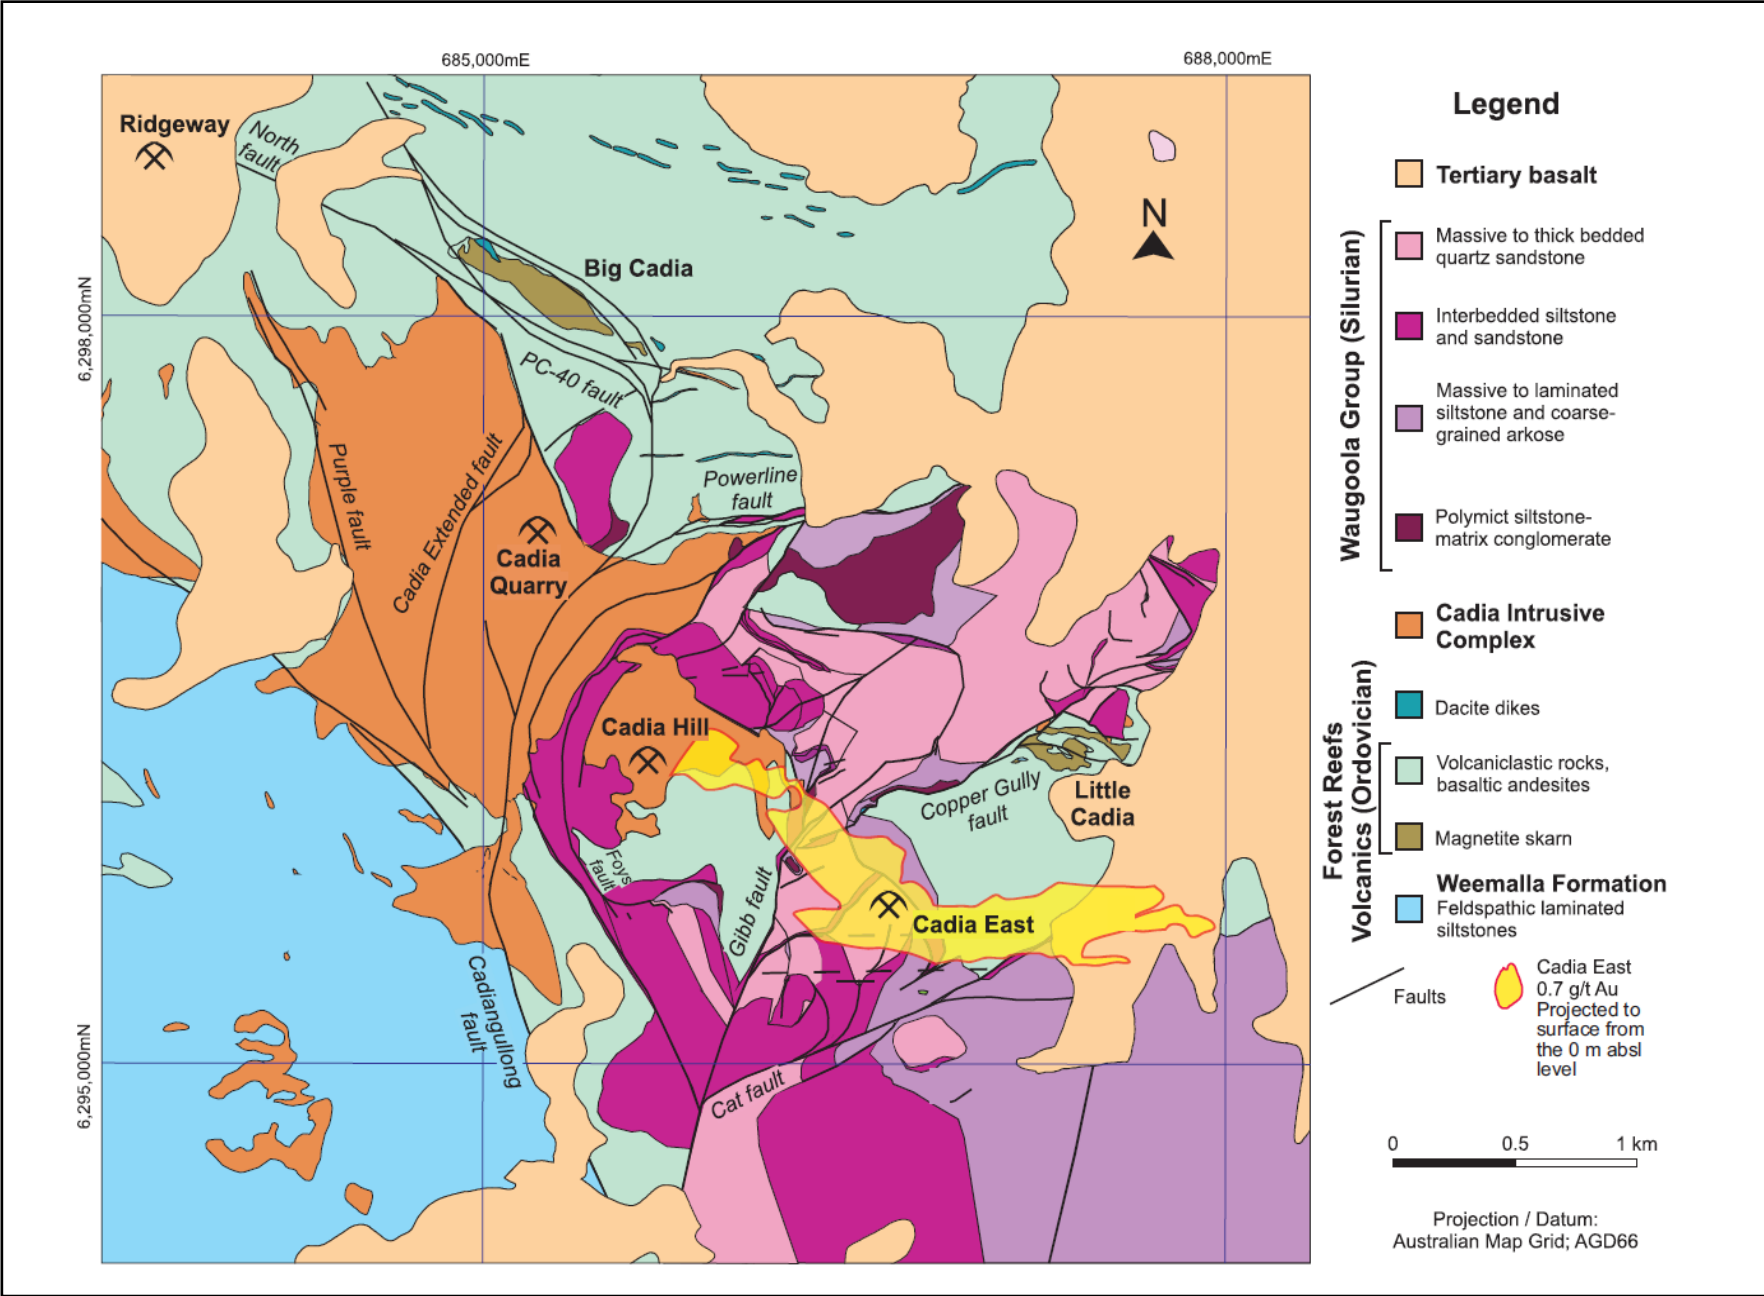 685,000mE
688,000mE
6,298,000mN
6,295,000mN
Ridgeway
North
fault
Big Cadia
N
PC-40 fault
Purple fault
Cadia Extended fault
Powerline
fault
Cadia
Quarry
Cadia Hill
Copper Gully
fault
Little
Cadia
Foys
fault
Gibb fault
Cadia East
Cadiangullong
fault
Cat fault
Legend
Tertiary basalt
Waugoola Group (Silurian)
Massive to thick bedded
quartz sandstone
Interbedded siltstone
and sandstone
Massive to laminated
siltstone and coarse-
grained arkose
Polymict siltstone-
matrix conglomerate
Cadia Intrusive
Complex
Forest Reefs
Volcanics (Ordovician)
Dacite dikes
Volcaniclastic rocks,
basaltic andesites
Magnetite skarn
Weemalla Formation
Feldspathic laminated
siltstones
Faults
Cadia East
0.7 g/t Au
Projected to
surface from
the 0 m absl
level
0 0.5 1 km
Projection / Datum:
Australian Map Grid; AGD66